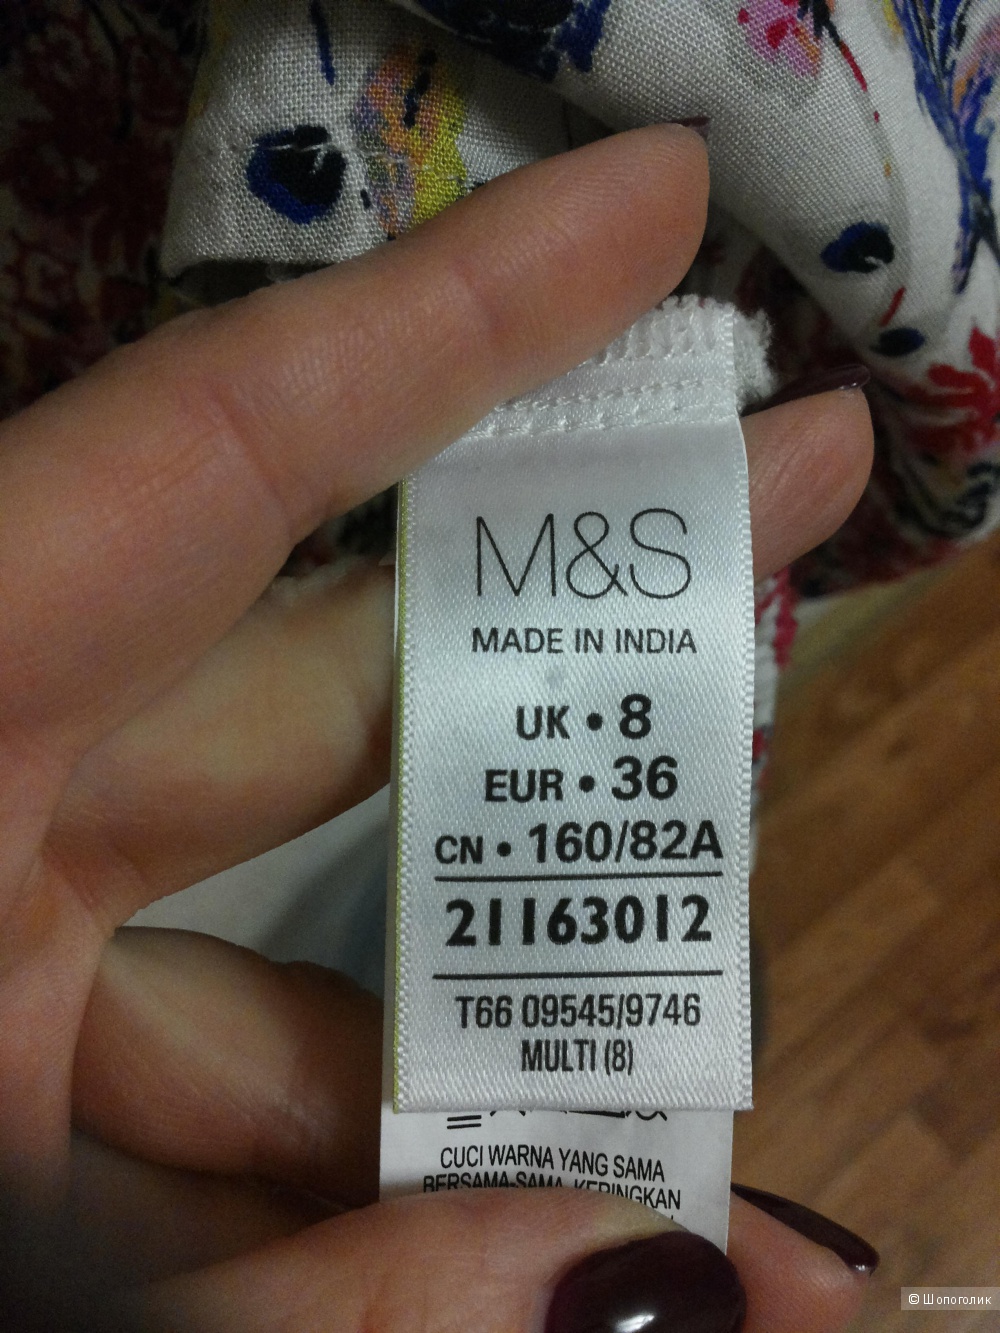 M&S
MADE IN INDIA
UK • 8
EUR • 36
CN • 160/82A
21163012
T66 09545/9746
MULTI (8)
CUCI WARNA YANG SAMA
BERSAMA-SAMA. KERINGKAN
© Шопоголик